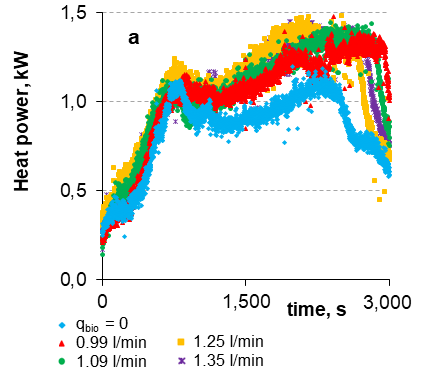 1,5
a
1,0
Heat power, kW
0,5
0,0
0
1,500
time, s
3,000
qbio = 0
0.99 l/min
1.25 l/min
1.09 l/min
1.35 l/min